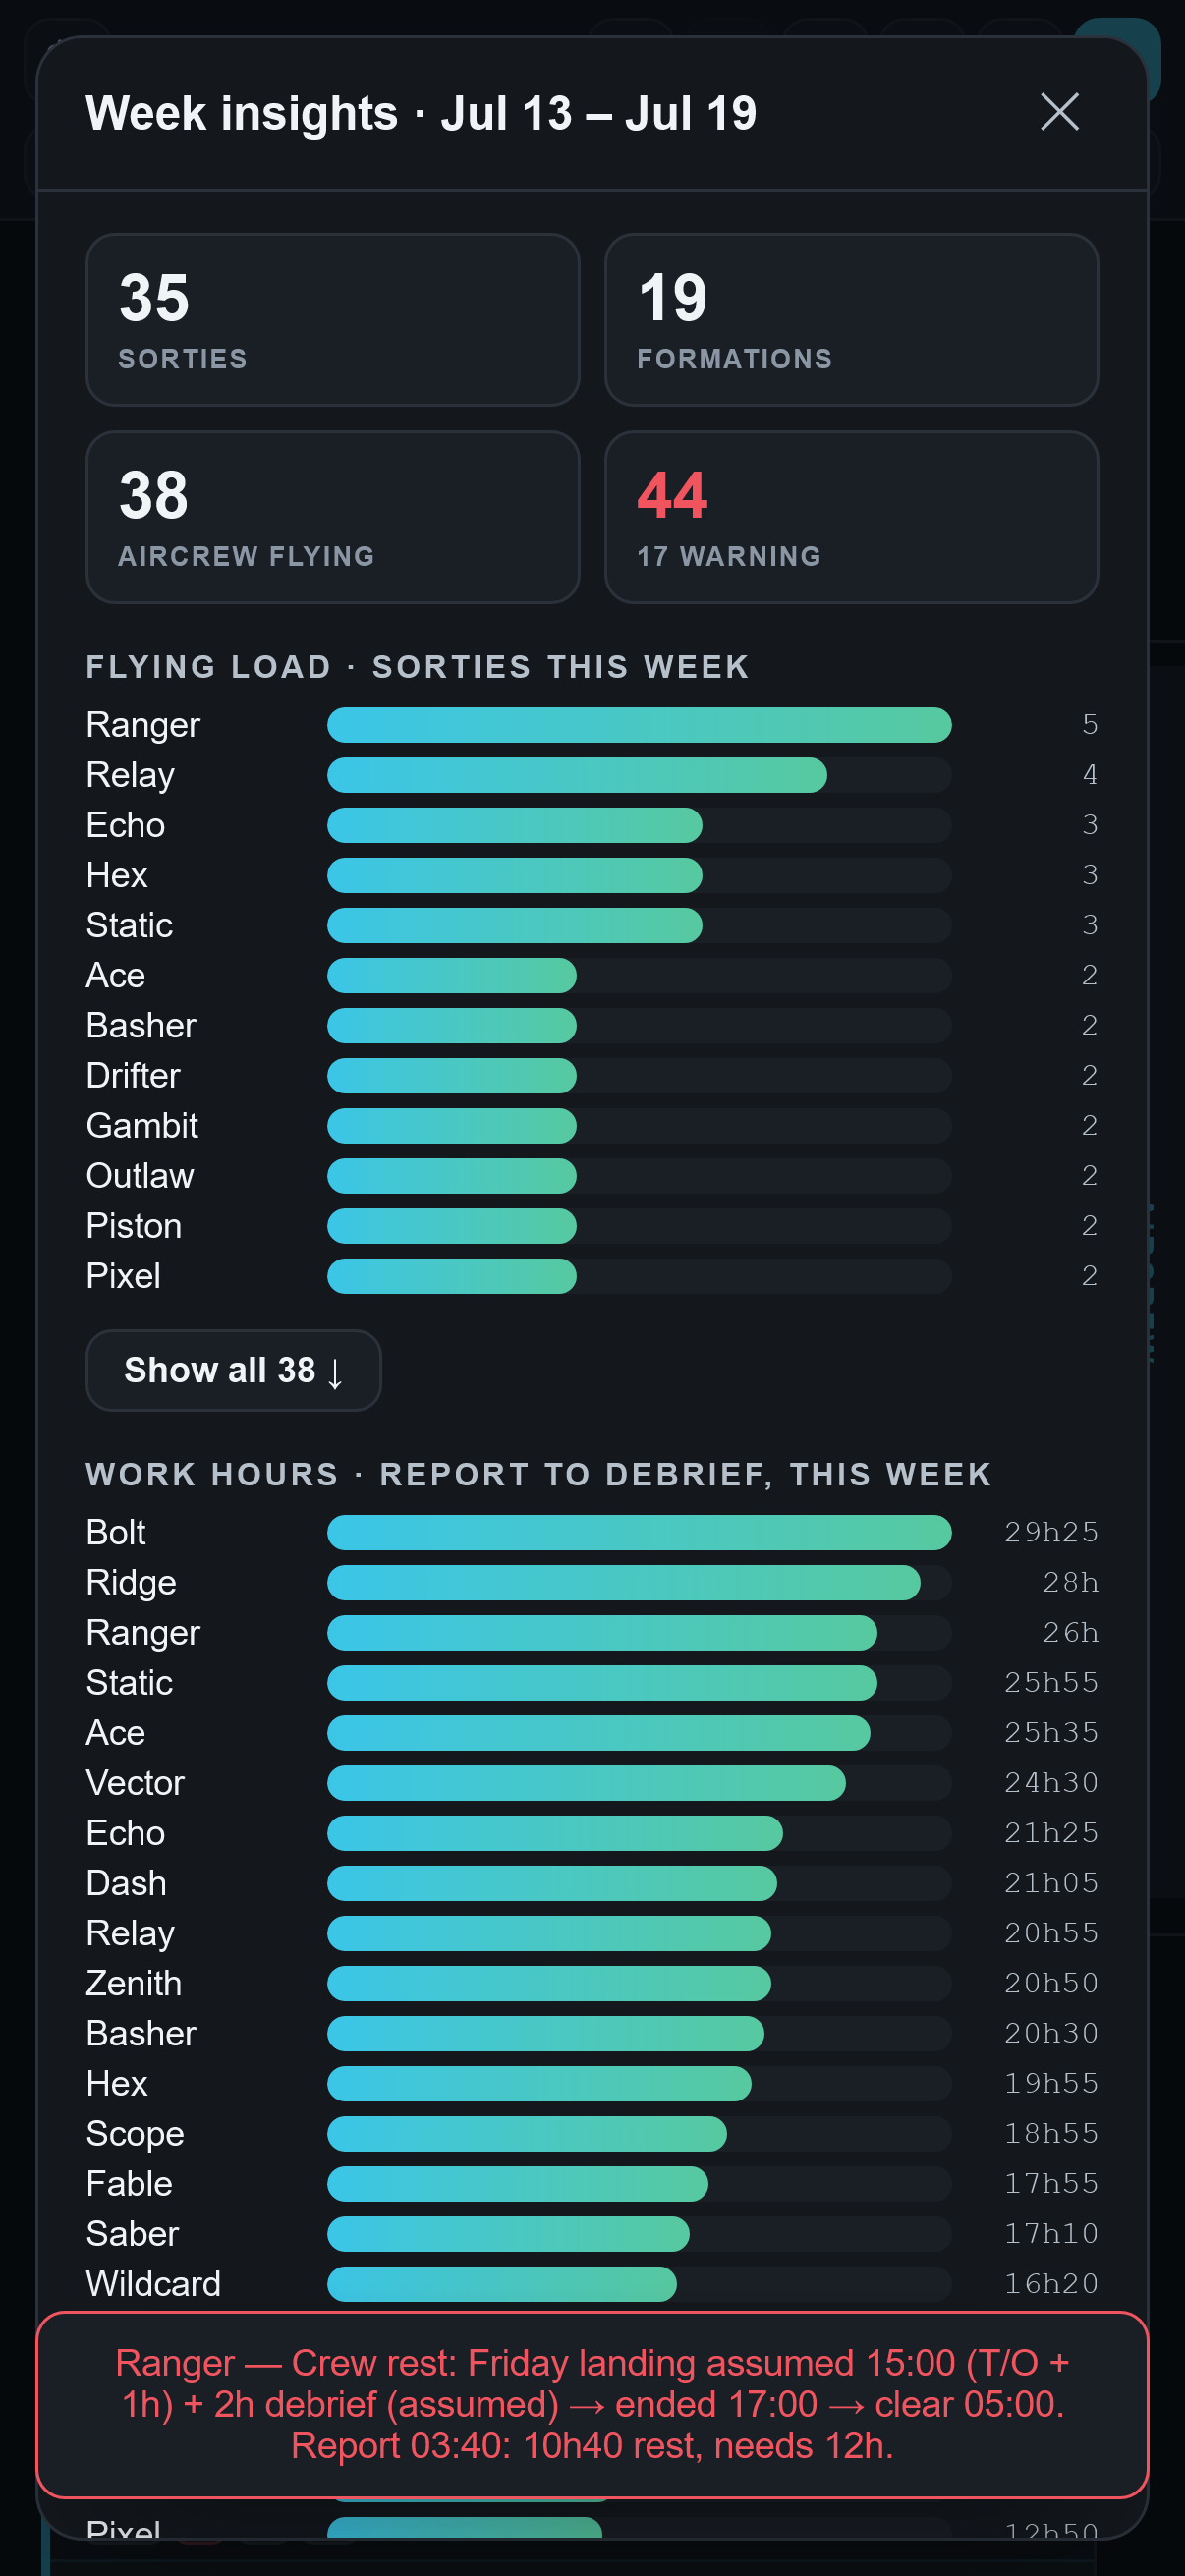 Week insights · Jul 13 – Jul 19
35
SORTIES
19
FORMATIONS
38
AIRCREW FLYING
44
17 WARNING
FLYING LOAD · SORTIES THIS WEEK
Ranger 5
Relay 4
Echo 3
Hex 3
Static 3
Ace 2
Basher 2
Drifter 2
Gambit 2
Outlaw 2
Piston 2
Pixel 2
Show all 38 ↓
WORK HOURS · REPORT TO DEBRIEF, THIS WEEK
Bolt 29h25
Ridge 28h
Ranger 26h
Static 25h55
Ace 25h35
Vector 24h30
Echo 21h25
Dash 21h05
Relay 20h55
Zenith 20h50
Basher 20h30
Hex 19h55
Scope 18h55
Fable 17h55
Saber 17h10
Wildcard 16h20
Ranger — Crew rest: Friday landing assumed 15:00 (T/O +
1h) + 2h debrief (assumed) → ended 17:00 → clear 05:00.
Report 03:40: 10h40 rest, needs 12h.
Pixel 12h50